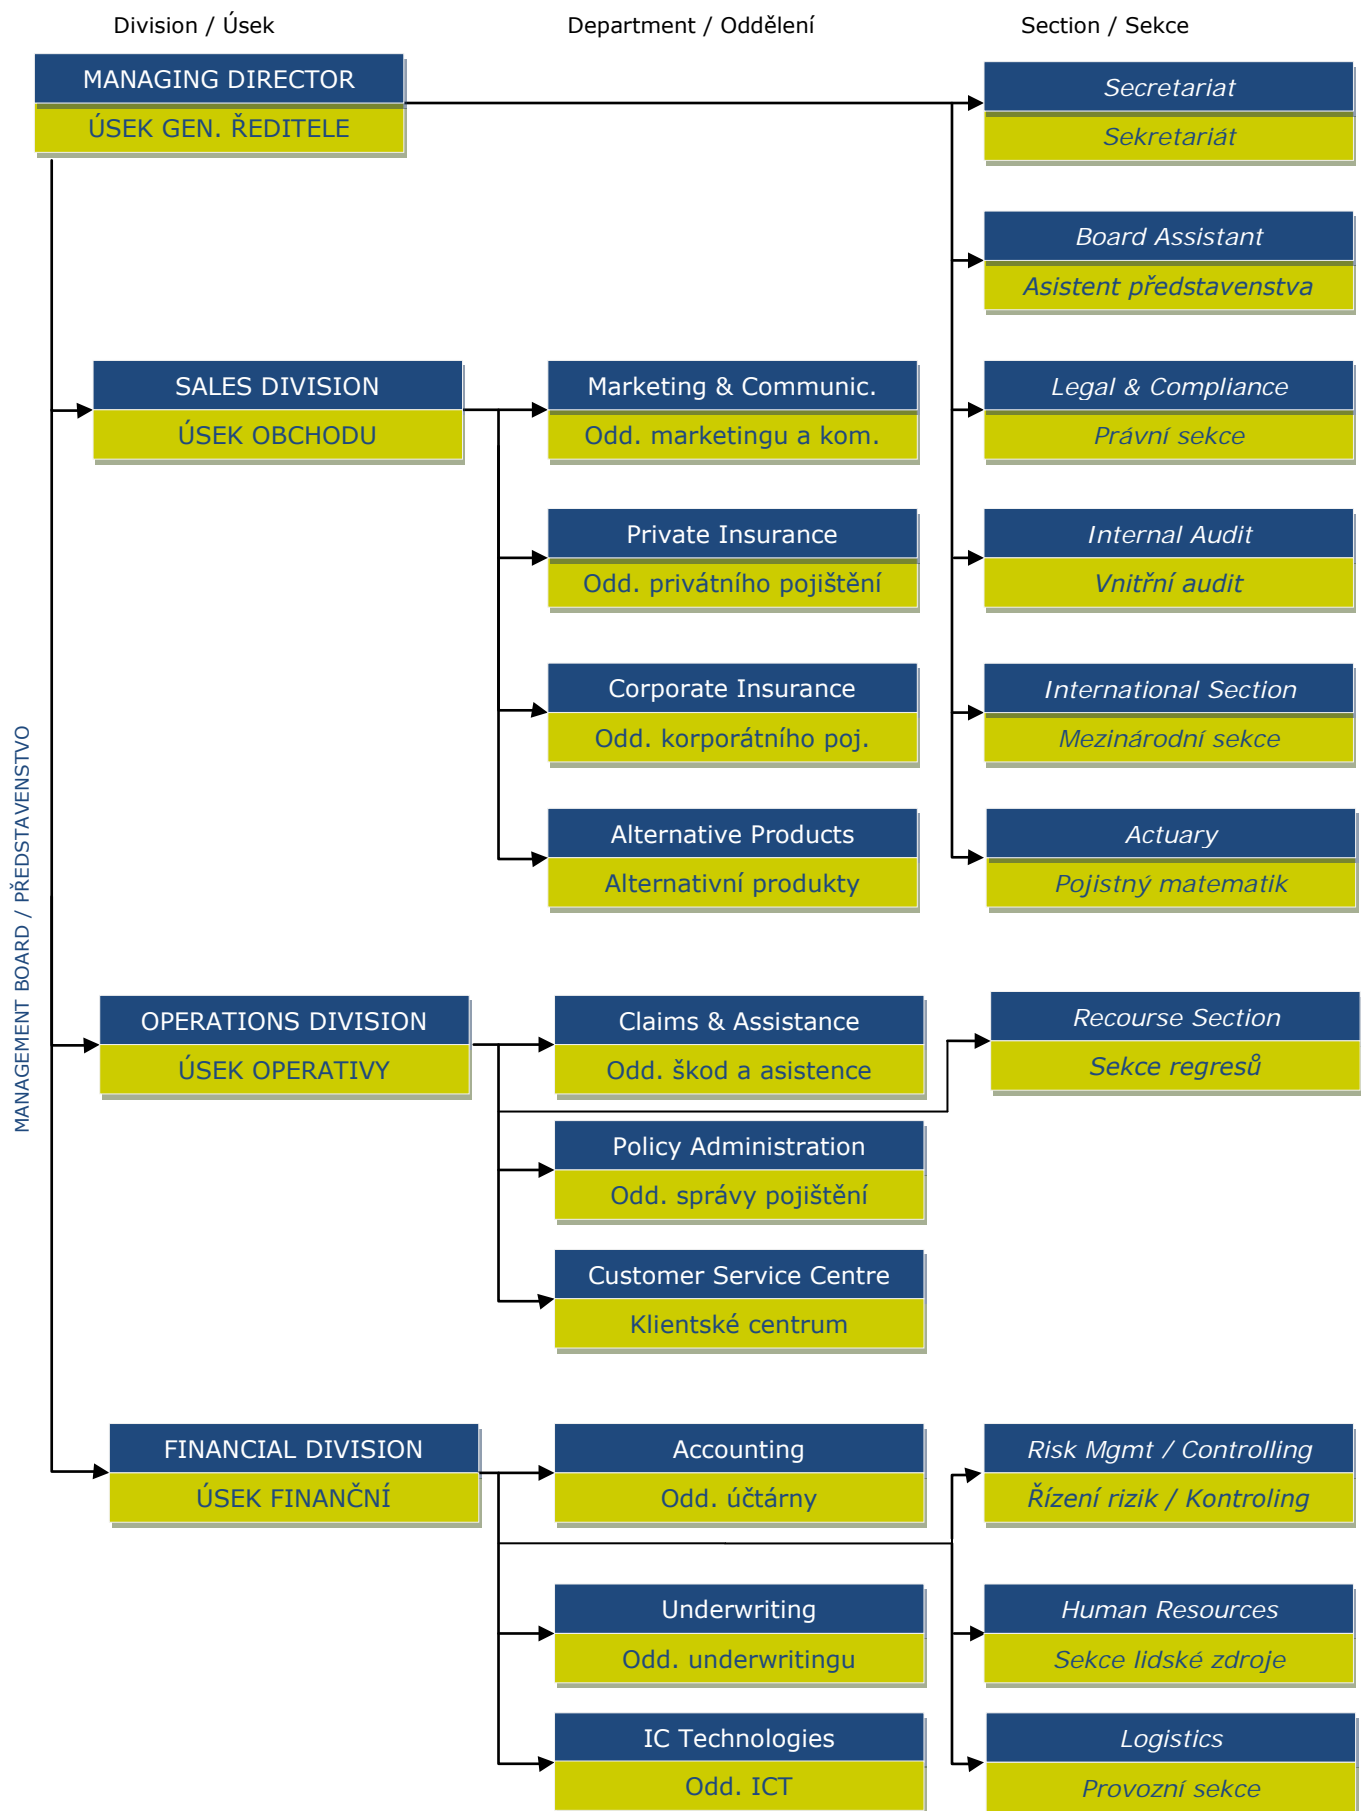 Division / Úsek
Department / Oddělení
Section / Sekce
MANAGING DIRECTOR
ÚSEK GEN. ŘEDITELE
Secretariat
Sekretariát
Board Assistant
Asistent představenstva
SALES DIVISION
ÚSEK OBCHODU
Marketing & Communic.
Odd. marketingu a kom.
Legal & Compliance
Právní sekce
Private Insurance
Odd. privátního pojištění
Internal Audit
Vnitřní audit
Corporate Insurance
Odd. korporátního poj.
International Section
Mezinárodní sekce
Alternative Products
Alternativní produkty
Actuary
Pojistný matematik
MANAGEMENT BOARD / PŘEDSTAVENSTVO
OPERATIONS DIVISION
ÚSEK OPERATIVY
Claims & Assistance
Odd. škod a asistence
Recourse Section
Sekce regresů
Policy Administration
Odd. správy pojištění
Customer Service Centre
Klientské centrum
FINANCIAL DIVISION
ÚSEK FINANČNÍ
Accounting
Odd. účtárny
Risk Mgmt / Controlling
Řízení rizik / Kontroling
Underwriting
Odd. underwritingu
Human Resources
Sekce lidské zdroje
IC Technologies
Odd. ICT
Logistics
Provozní sekce